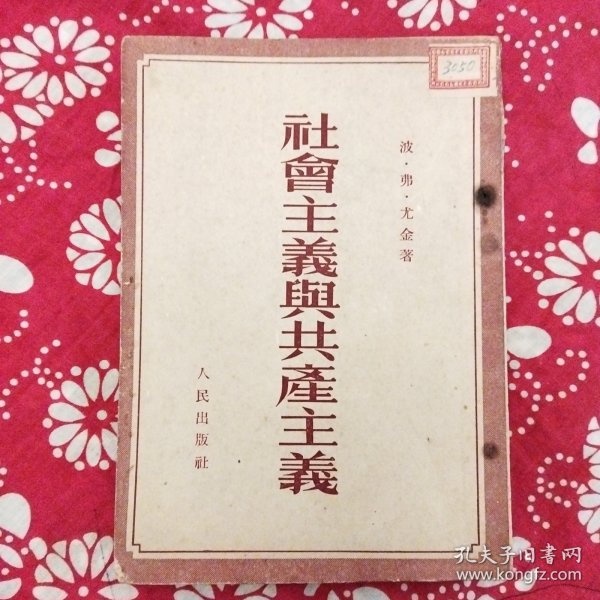 3050
波·弗·尤金著
社會主義與共產主義
人民出版社
孔夫子旧书网
www.kongfz.com